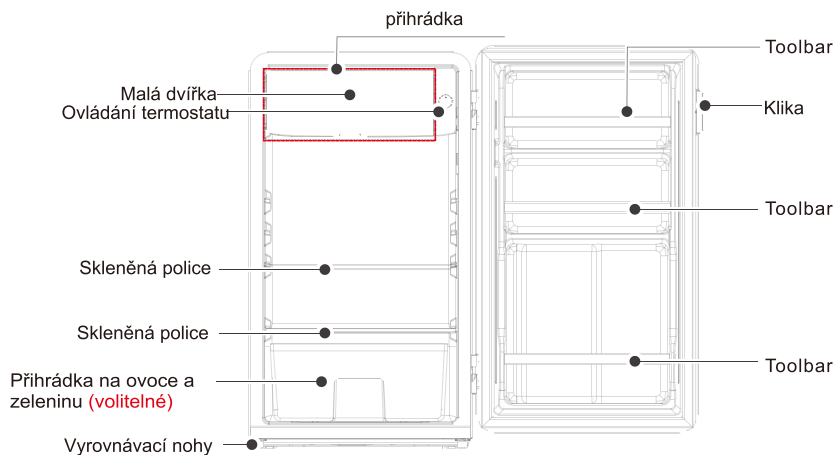 přihrádka
Toolbar
Malá dvířka
Klika
Ovládání termostatu
Toolbar
Skleněná police
Skleněná police
Toolbar
Přihrádka na ovoce a
zeleninu (volitelné)
Vyrovnávací nohy